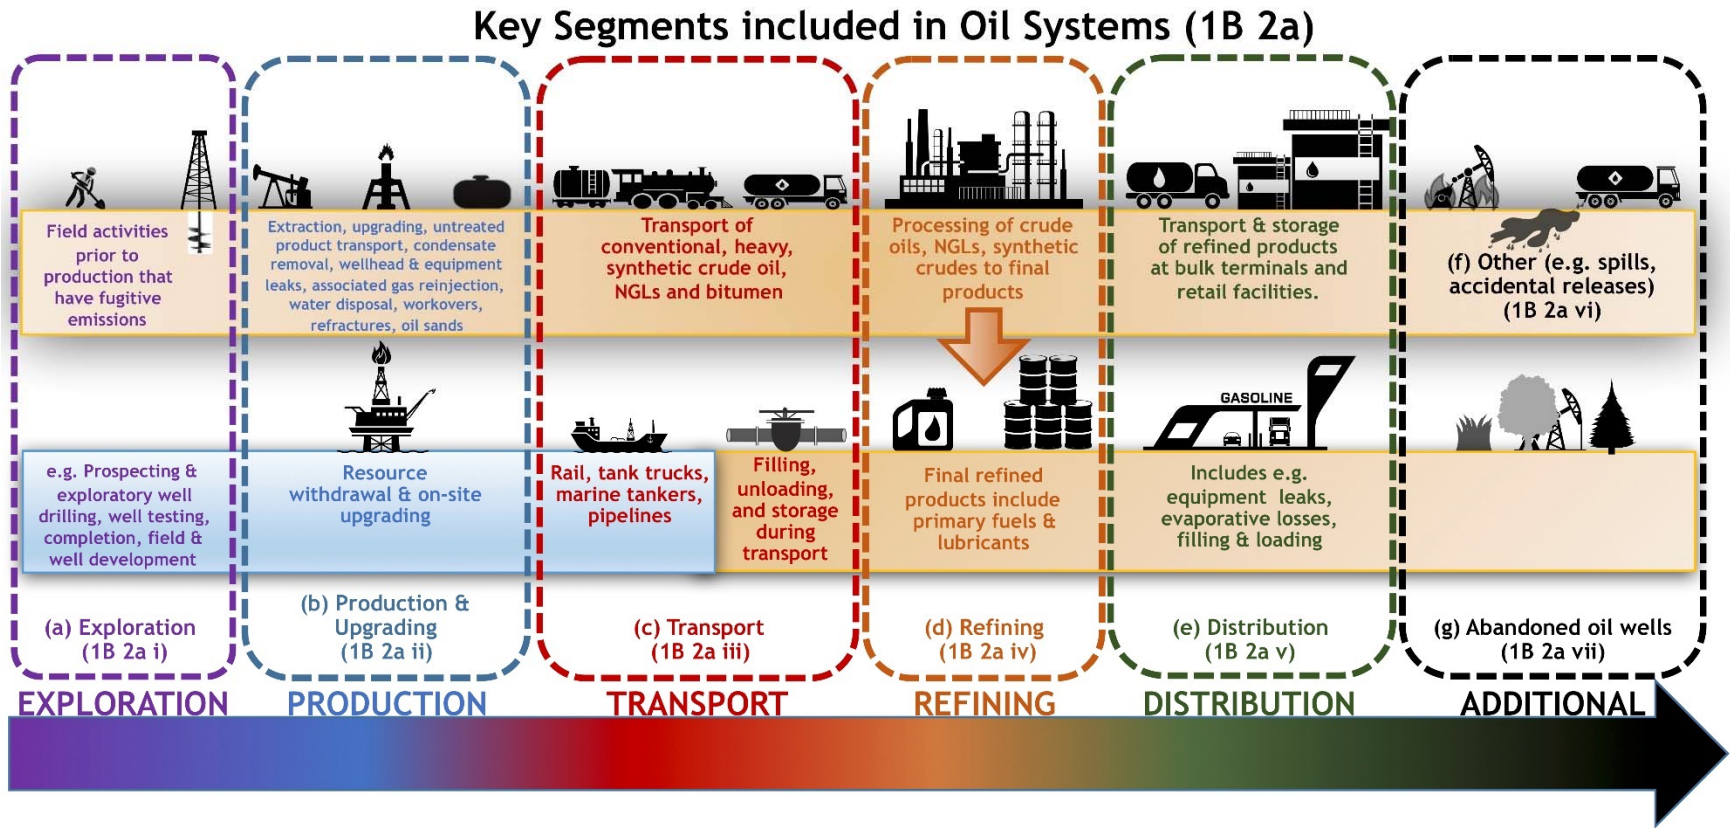 Key Segments included in Oil Systems (1B 2a)
Field activities
prior to
production that
have fugitive
emissions
e.g. Prospecting &
exploratory well
drilling, well testing,
completion, field &
well development
(a) Exploration
(1B 2a i)
EXPLORATION
Extraction, upgrading, untreated
product transport, condensate
removal, wellhead & equipment
leaks, associated gas reinjection,
water disposal, workovers,
refractures, oil sands
Resource
withdrawal & on-site
upgrading
(b) Production &
Upgrading
(1B 2a ii)
PRODUCTION
Transport of
conventional, heavy,
synthetic crude oil,
NGLs and bitumen
Rail, tank trucks,
marine tankers,
pipelines
Filling,
unloading,
and storage
during
transport
(c) Transport
(1B 2a iii)
TRANSPORT
Processing of crude
oils, NGLs, synthetic
crudes to final
products
Final refined
products include
primary fuels &
lubricants
(d) Refining
(1B 2a iv)
REFINING
Transport & storage
of refined products
at bulk terminals and
retail facilities.
GASOLINE
Includes e.g.
equipment leaks,
evaporative losses,
filling & loading
(e) Distribution
(1B 2a v)
DISTRIBUTION
(f) Other (e.g. spills,
accidental releases)
(1B 2a vi)
(g) Abandoned oil wells
(1B 2a vii)
ADDITIONAL